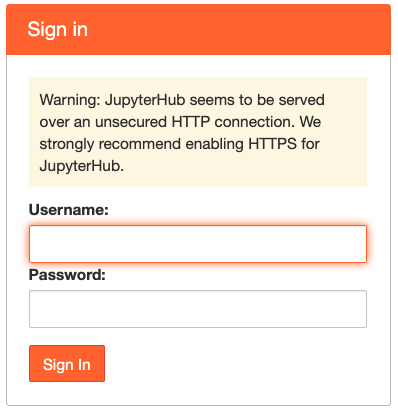 Sign in
Warning: JupyterHub seems to be served
over an unsecured HTTP connection. We
strongly recommend enabling HTTPS for
JupyterHub.
Username:
Password:
Sign In